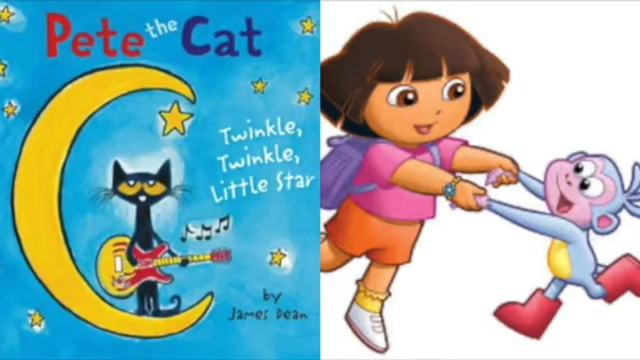 Pete the Cat
Twinkle,
Twinkle,
Little Star
by
James Dean